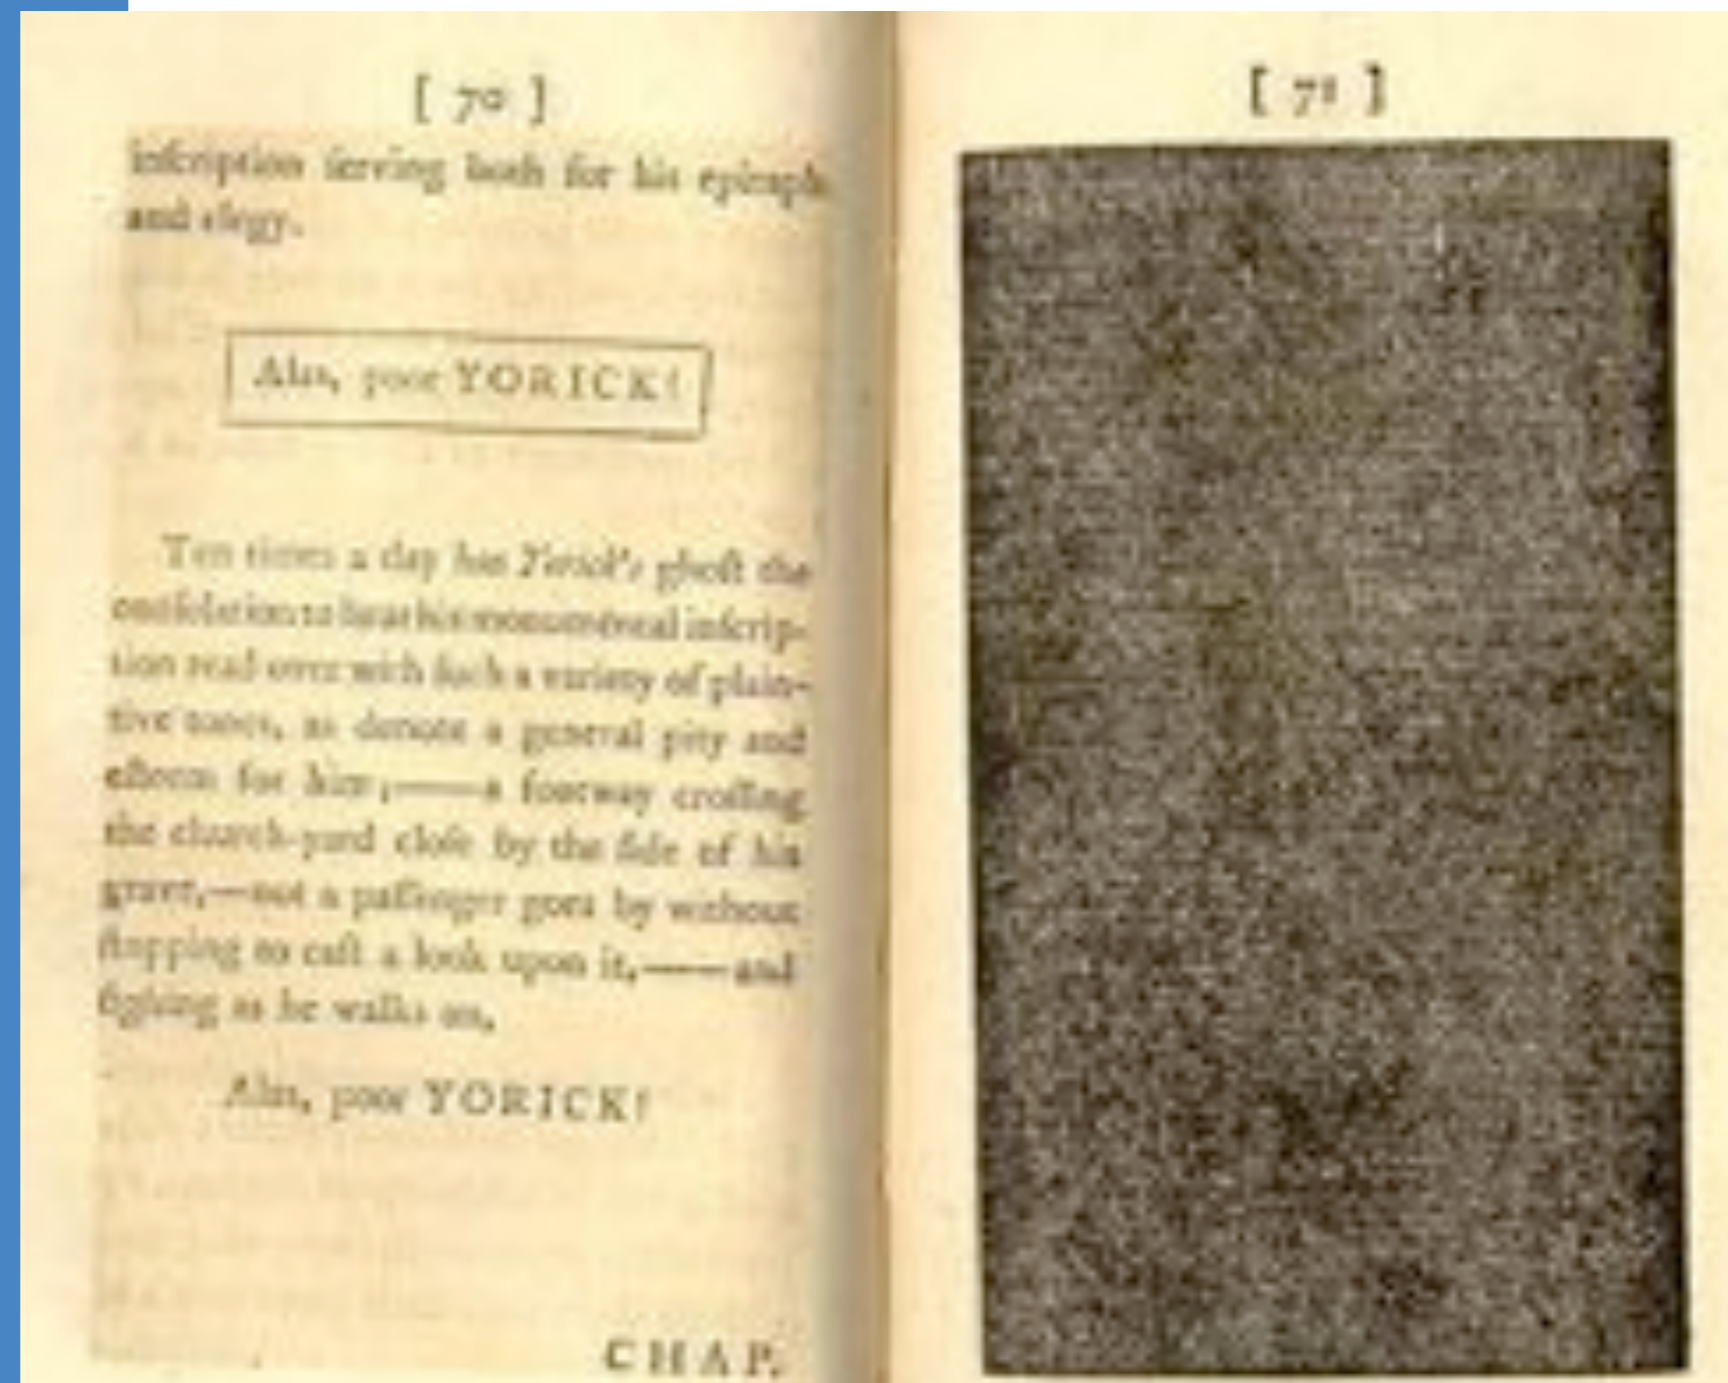 [ 70 ]
inſcription ſerving both for his epitaph
and elegy.
Alas, poor YORICK!
Ten times a day has Yorick's ghoſt the
conſolation to hear his monumental inſcrip-
tion read over with ſuch a variety of plain-
tive tones, as denote a general pity and
eſteem for him;——a footway croſſing
the church-yard cloſe by the ſide of his
grave,—not a paſſenger goes by without
ſtopping to caſt a look upon it,——and
ſighing as he walks on,
Alas, poor YORICK!
CHAP.
[ 71 ]